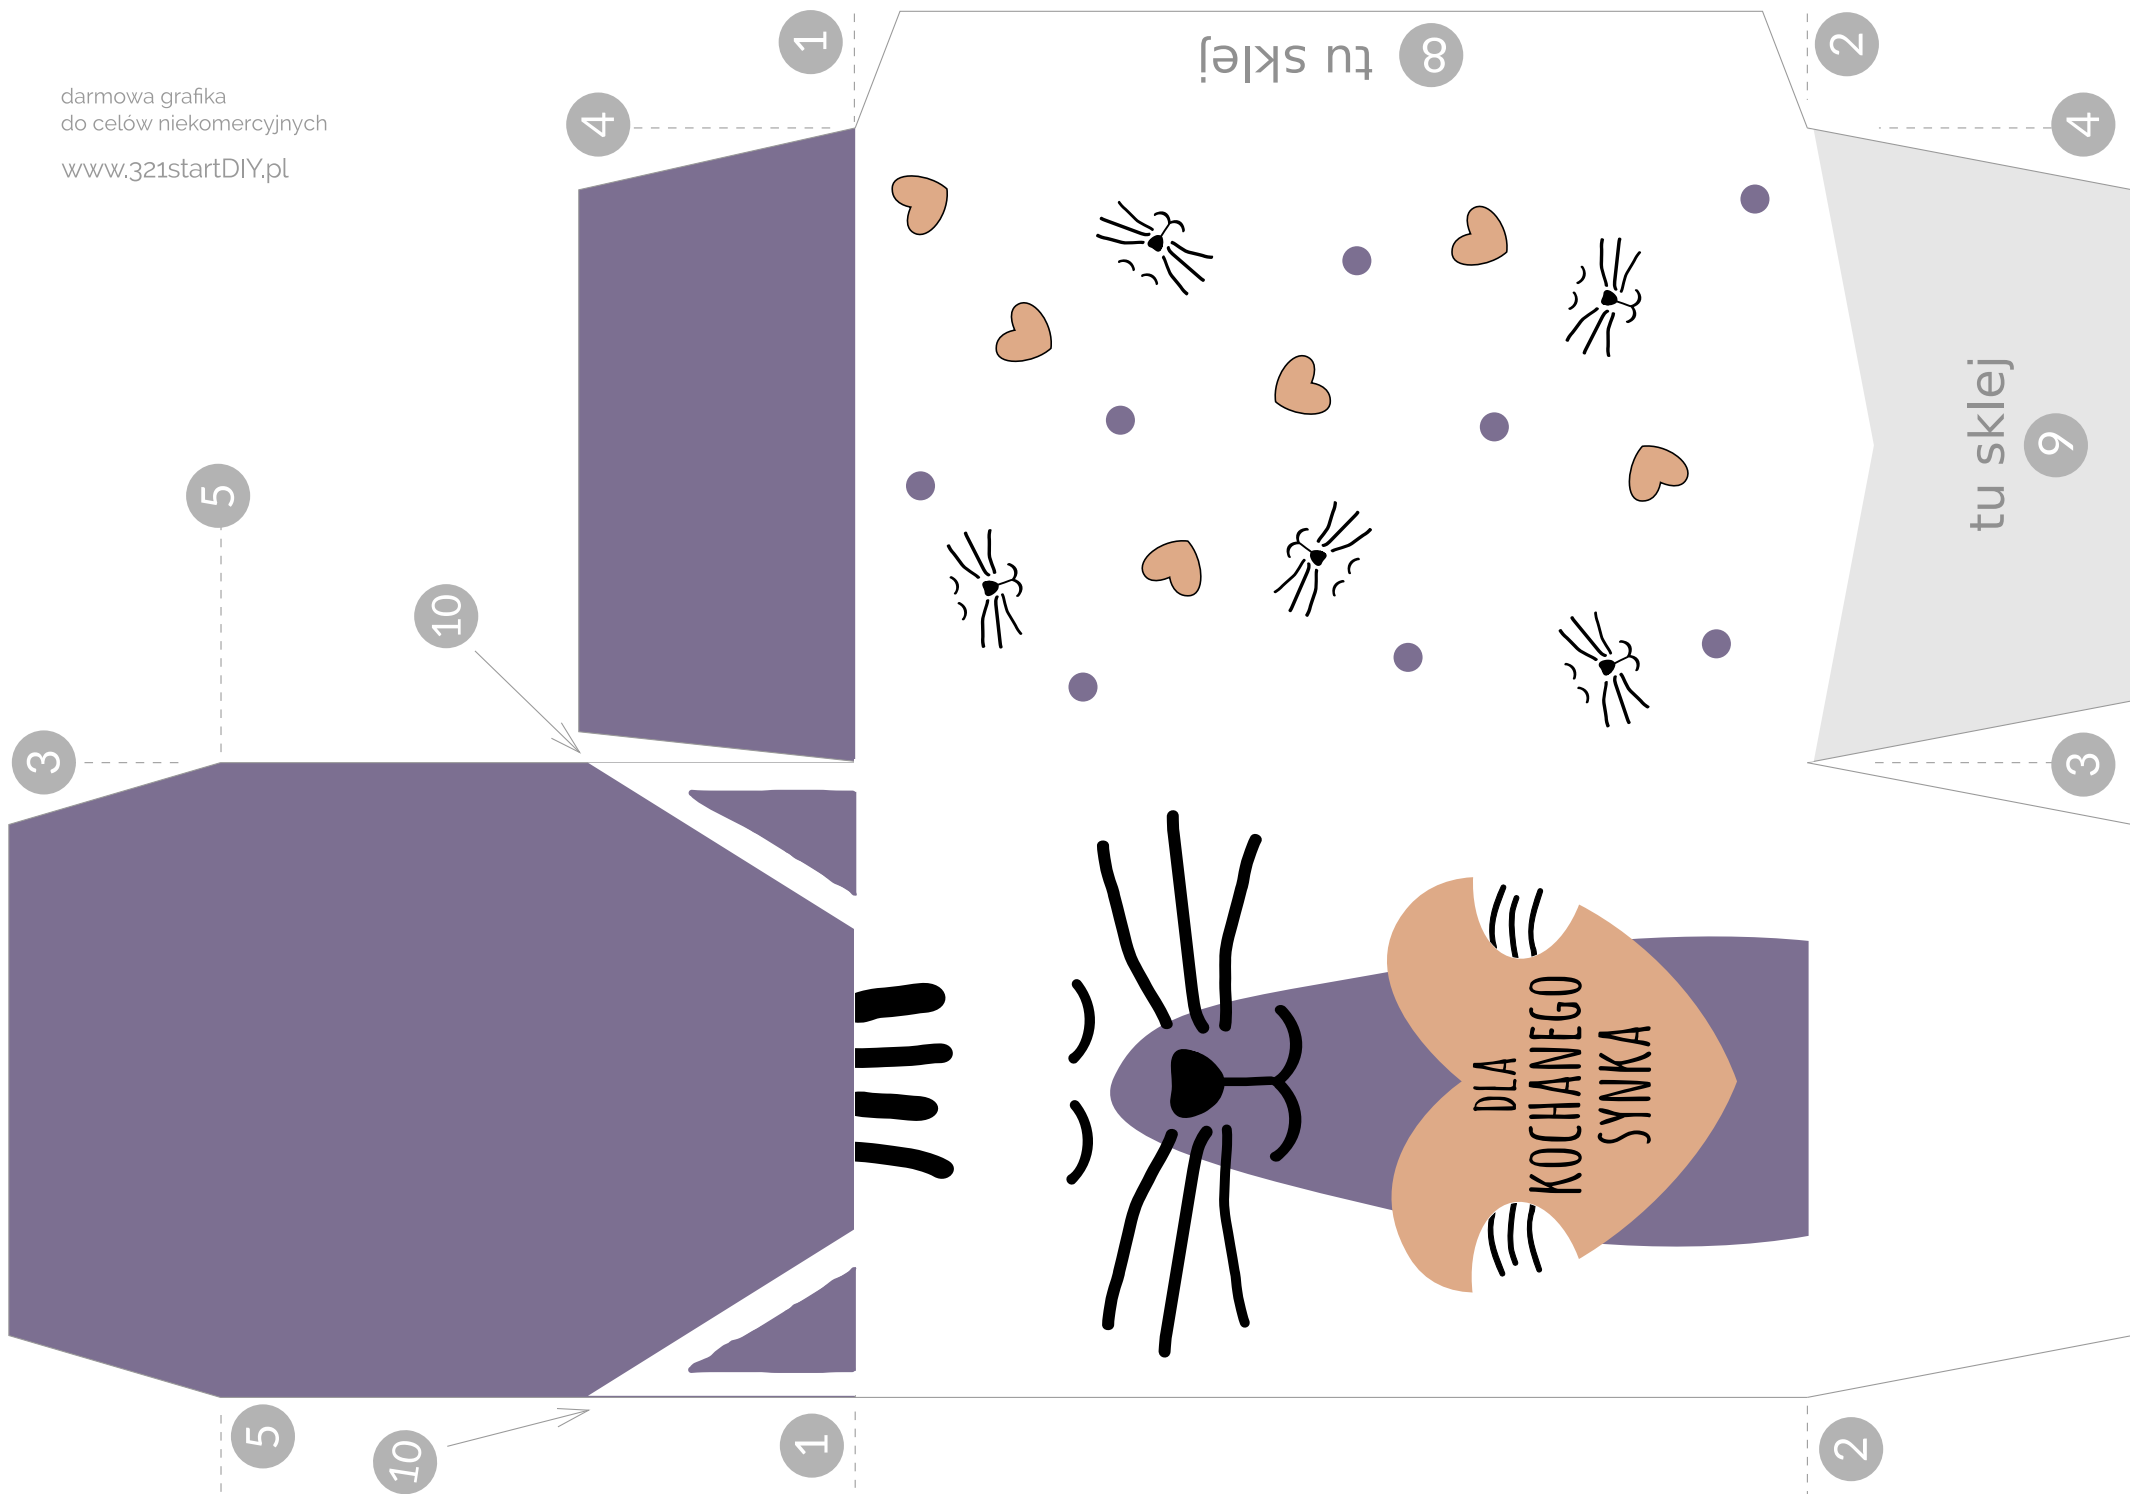 darmowa grafika
do celów niekomercyjnych
www.321startDIY.pl
1
tu sklej
8
2
4
4
tu sklej
9
5
10
3
3
DLA
KOCHANEGO
SYNKA
5
10
1
2